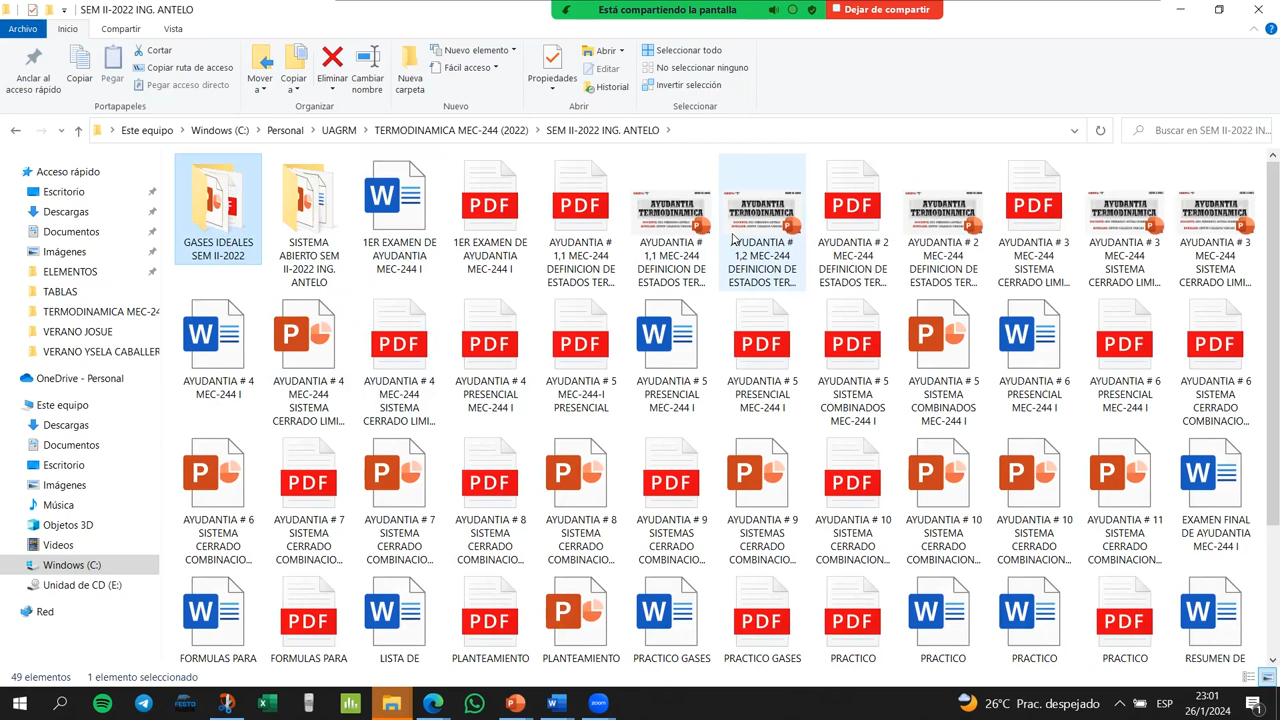 SEM II-2022 ING. ANTELO
Está compartiendo la pantalla
Dejar de compartir
Archivo Inicio Compartir Vista
Anclar al acceso rápido
Copiar
Pegar
Cortar
Copiar ruta de acceso
Pegar acceso directo
Mover a
Copiar a
Eliminar
Cambiar nombre
Nueva carpeta
Nuevo elemento
Fácil acceso
Propiedades
Abrir
Editar
Historial
Seleccionar todo
No seleccionar ninguno
Invertir selección
Portapapeles Organizar Nuevo Abrir Seleccionar
Este equipo > Windows (C:) > Personal > UAGRM > TERMODINAMICA MEC-244 (2022) > SEM II-2022 ING. ANTELO >
Buscar en SEM II-2022 IN...
Acceso rápido
Escritorio
Descargas
Documentos
Imágenes
ELEMENTOS
TABLAS
TERMODINAMICA MEC-24
VERANO JOSUE
VERANO YSELA CABALLER
OneDrive - Personal
Este equipo
Descargas
Documentos
Escritorio
Imágenes
Música
Objetos 3D
Videos
Windows (C:)
Unidad de CD (E:)
Red
GASES IDEALES SEM II-2022
SISTEMA ABIERTO SEM II-2022 ING. ANTELO
1ER EXAMEN DE AYUDANTIA MEC-244 I
1ER EXAMEN DE AYUDANTIA MEC-244 I
AYUDANTIA # 1,1 MEC-244 DEFINICION DE ESTADOS TER...
AYUDANTIA # 1,1 MEC-244 DEFINICION DE ESTADOS TER...
AYUDANTIA # 1,2 MEC-244 DEFINICION DE ESTADOS TER...
AYUDANTIA # 2 MEC-244 DEFINICION DE ESTADOS TER...
AYUDANTIA # 2 MEC-244 DEFINICION DE ESTADOS TER...
AYUDANTIA # 3 MEC-244 SISTEMA CERRADO LIMI...
AYUDANTIA # 3 MEC-244 SISTEMA CERRADO LIMI...
AYUDANTIA # 3 MEC-244 SISTEMA CERRADO LIMI...
AYUDANTIA # 4 MEC-244 I
AYUDANTIA # 4 MEC-244 SISTEMA CERRADO LIMI...
AYUDANTIA # 4 MEC-244 SISTEMA CERRADO LIMI...
AYUDANTIA # 4 PRESENCIAL MEC-244 I
AYUDANTIA # 5 MEC-244-I PRESENCIAL
AYUDANTIA # 5 PRESENCIAL MEC-244 I
AYUDANTIA # 5 PRESENCIAL MEC-244 I
AYUDANTIA # 5 SISTEMA COMBINADOS MEC-244 I
AYUDANTIA # 5 SISTEMA COMBINADOS MEC-244 I
AYUDANTIA # 6 PRESENCIAL MEC-244 I
AYUDANTIA # 6 PRESENCIAL MEC-244 I
AYUDANTIA # 6 SISTEMA CERRADO COMBINACIO...
AYUDANTIA # 6 SISTEMA CERRADO COMBINACIO...
AYUDANTIA # 7 SISTEMA CERRADO COMBINACIO...
AYUDANTIA # 7 SISTEMA CERRADO COMBINACIO...
AYUDANTIA # 8 SISTEMA CERRADO COMBINACIO...
AYUDANTIA # 8 SISTEMA CERRADO COMBINACIO...
AYUDANTIA # 9 SISTEMAS CERRADO COMBINACIO...
AYUDANTIA # 9 SISTEMAS CERRADO COMBINACIO...
AYUDANTIA # 10 SISTEMA CERRADO COMBINACION...
AYUDANTIA # 10 SISTEMA CERRADO COMBINACION...
AYUDANTIA # 10 SISTEMA CERRADO COMBINACION...
AYUDANTIA # 11 SISTEMA CERRADO COMBINACION...
EXAMEN FINAL DE AYUDANTIA MEC-244 I
FORMULAS PARA
FORMULAS PARA
LISTA DE
PLANTEAMIENTO
PLANTEAMIENTO
PRACTICO GASES
PRACTICO GASES
PRACTICO
PRACTICO
PRACTICO
PRACTICO
RESUMEN DE
49 elementos 1 elemento seleccionado
26°C Prac. despejado
ESP
23:01
26/1/2024